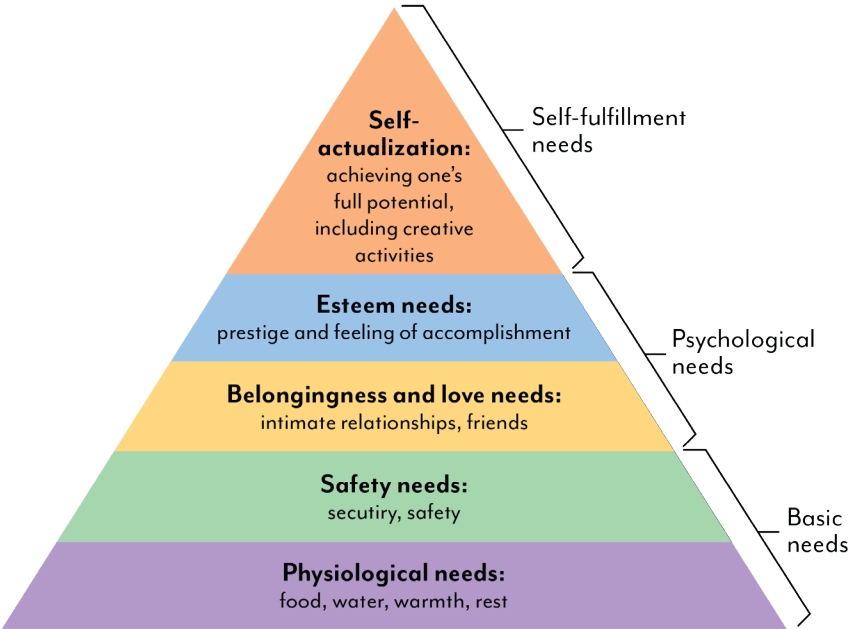 Self-
actualization:
achieving one's
full potential,
including creative
activities
Self-fulfillment
needs
Esteem needs:
prestige and feeling of accomplishment
Psychological
needs
Belongingness and love needs:
intimate relationships, friends
Safety needs:
secutiry, safety
Basic
needs
Physiological needs:
food, water, warmth, rest